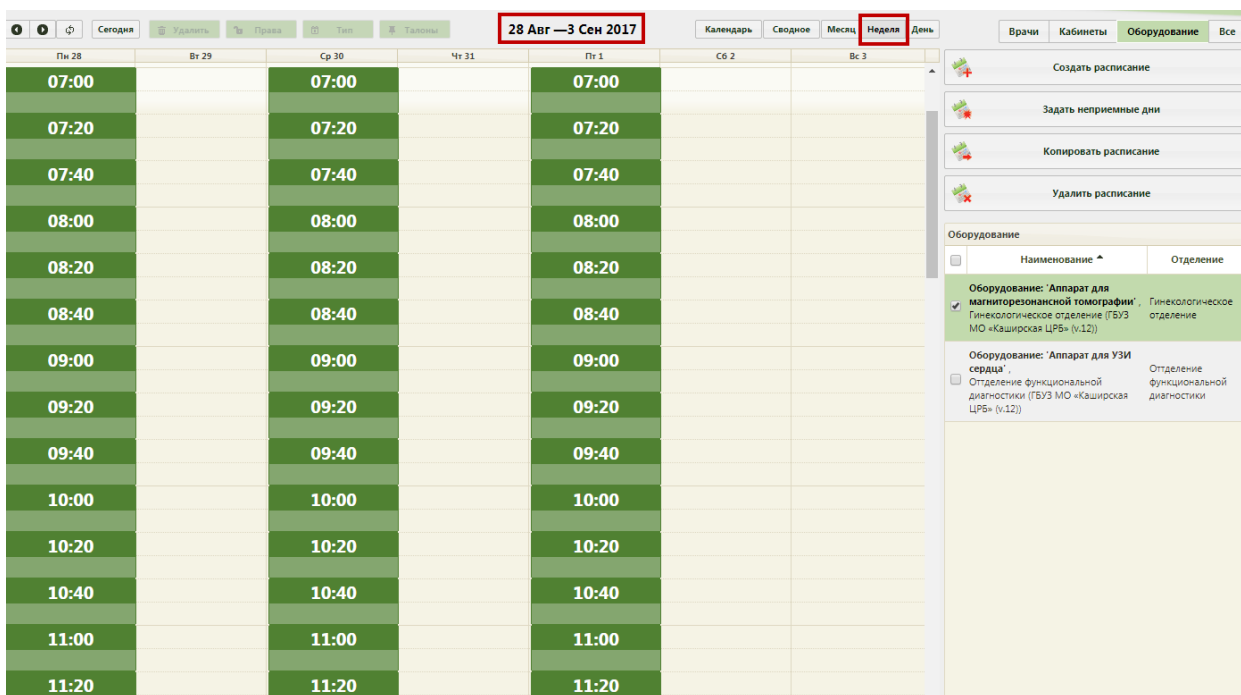 Сегодня Удалить Права Тип Талоны 28 Авг —3 Сен 2017 Календарь Сводное Месяц Неделя День Врачи Кабинеты Оборудование Все
Пн 28 Вт 29 Ср 30 Чт 31 Пт 1 Сб 2 Вс 3
07:00 07:00 07:00
07:20 07:20 07:20
07:40 07:40 07:40
08:00 08:00 08:00
08:20 08:20 08:20
08:40 08:40 08:40
09:00 09:00 09:00
09:20 09:20 09:20
09:40 09:40 09:40
10:00 10:00 10:00
10:20 10:20 10:20
10:40 10:40 10:40
11:00 11:00 11:00
11:20 11:20 11:20
Создать расписание
Задать неприемные дни
Копировать расписание
Удалить расписание
Оборудование
Наименование Отделение
Оборудование: 'Аппарат для
магниторезонансной томографии' ,
Гинекологическое отделение (ГБУЗ
МО «Каширская ЦРБ» (v.12))
Гинекологическое
отделение
Оборудование: 'Аппарат для УЗИ
сердца' ,
Оттделение функциональной
диагностики (ГБУЗ МО «Каширская
ЦРБ» (v.12))
Оттделение
функциональной
диагностики